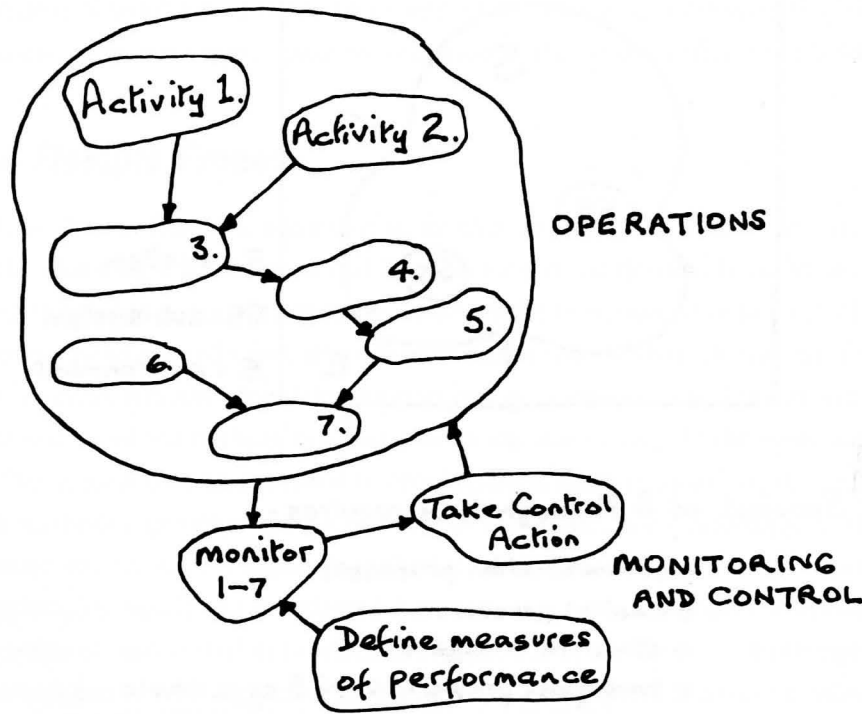 Activity 1.
Activity 2.
OPERATIONS
3.
4.
5.
6.
7.
Take Control
Action
monitor
1-7
MONITORING
AND CONTROL
Define measures
of performance